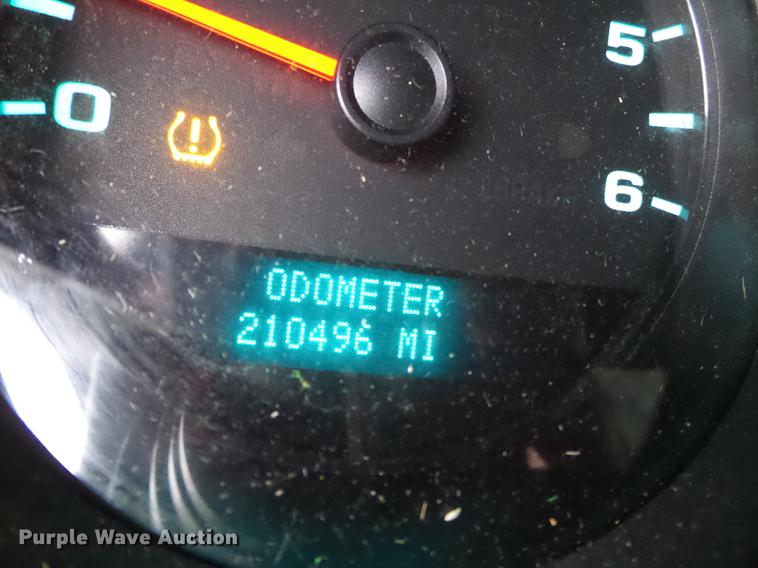 5
0
6
ODOMETER
210496 MI
Purple Wave Auction